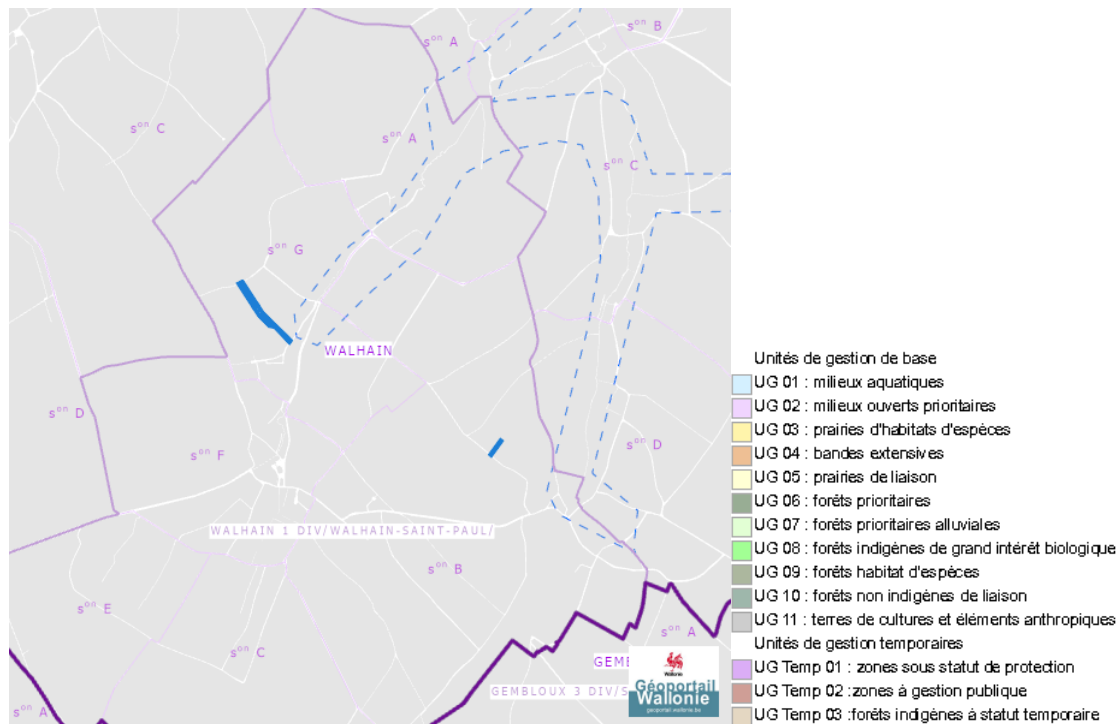 sᵒⁿ A
sᵒⁿ B
sᵒⁿ C
sᵒⁿ A
sᵒⁿ C
sᵒⁿ G
WALHAIN
sᵒⁿ D
sᵒⁿ F
sᵒⁿ D
WALHAIN 1 DIV/WALHAIN-SAINT-PAUL/
sᵒⁿ B
sᵒⁿ E
sᵒⁿ C
sᵒⁿ A
sᵒⁿ A
GEMBLOUX 3 DIV/S
Wallonie
Géoportail
Wallonie
geoportail.wallonie.be
Unités de gestion de base
UG 01 : milieux aquatiques
UG 02 : milieux ouverts prioritaires
UG 03 : prairies d'habitats d'espèces
UG 04 : bandes extensives
UG 05 : prairies de liaison
UG 06 : forêts prioritaires
UG 07 : forêts prioritaires alluviales
UG 08 : forêts indigènes de grand intérêt biologique
UG 09 : forêts habitat d'espèces
UG 10 : forêts non indigènes de liaison
UG 11 : terres de cultures et éléments anthropiques
Unités de gestion temporaires
UG Temp 01 : zones sous statut de protection
UG Temp 02 :zones à gestion publique
UG Temp 03 :forêts indigènes à statut temporaire